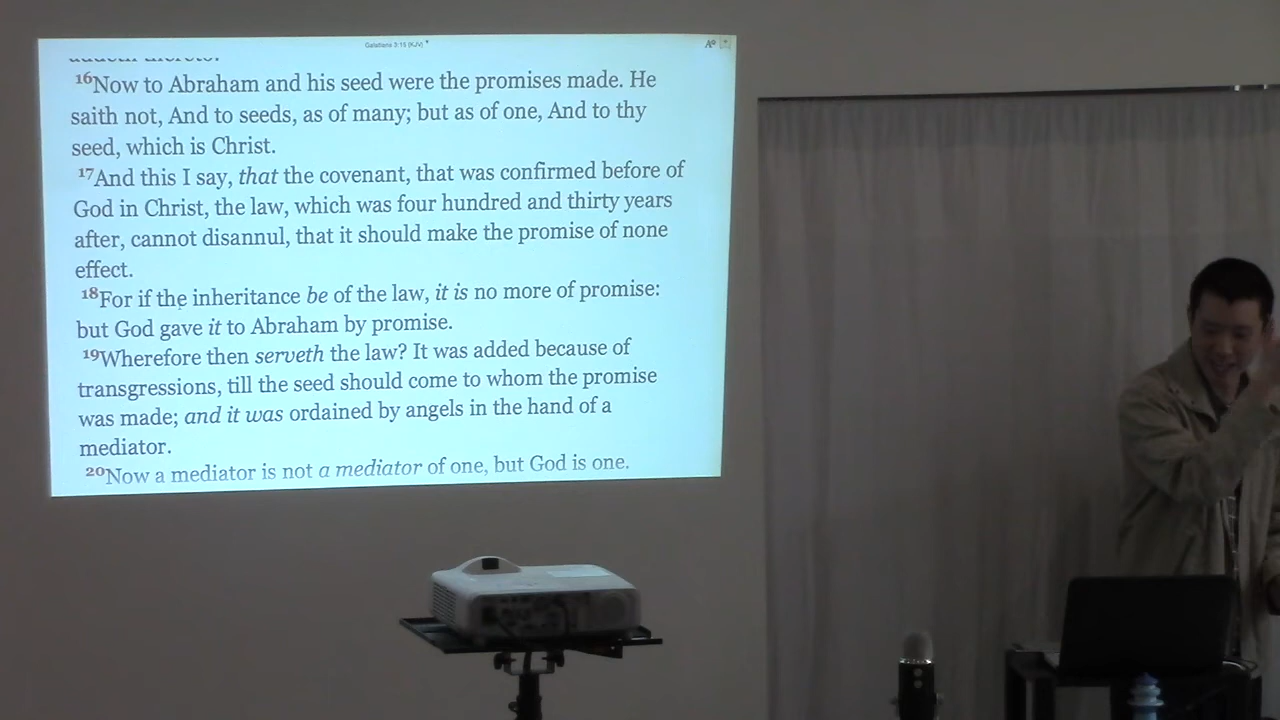 Galatians 3:15 (KJV)
addeth thereto.
16Now to Abraham and his seed were the promises made. He
saith not, And to seeds, as of many; but as of one, And to thy
seed, which is Christ.
17And this I say, that the covenant, that was confirmed before of
God in Christ, the law, which was four hundred and thirty years
after, cannot disannul, that it should make the promise of none
effect.
18For if the inheritance be of the law, it is no more of promise:
but God gave it to Abraham by promise.
19Wherefore then serveth the law? It was added because of
transgressions, till the seed should come to whom the promise
was made; and it was ordained by angels in the hand of a
mediator.
20Now a mediator is not a mediator of one, but God is one.